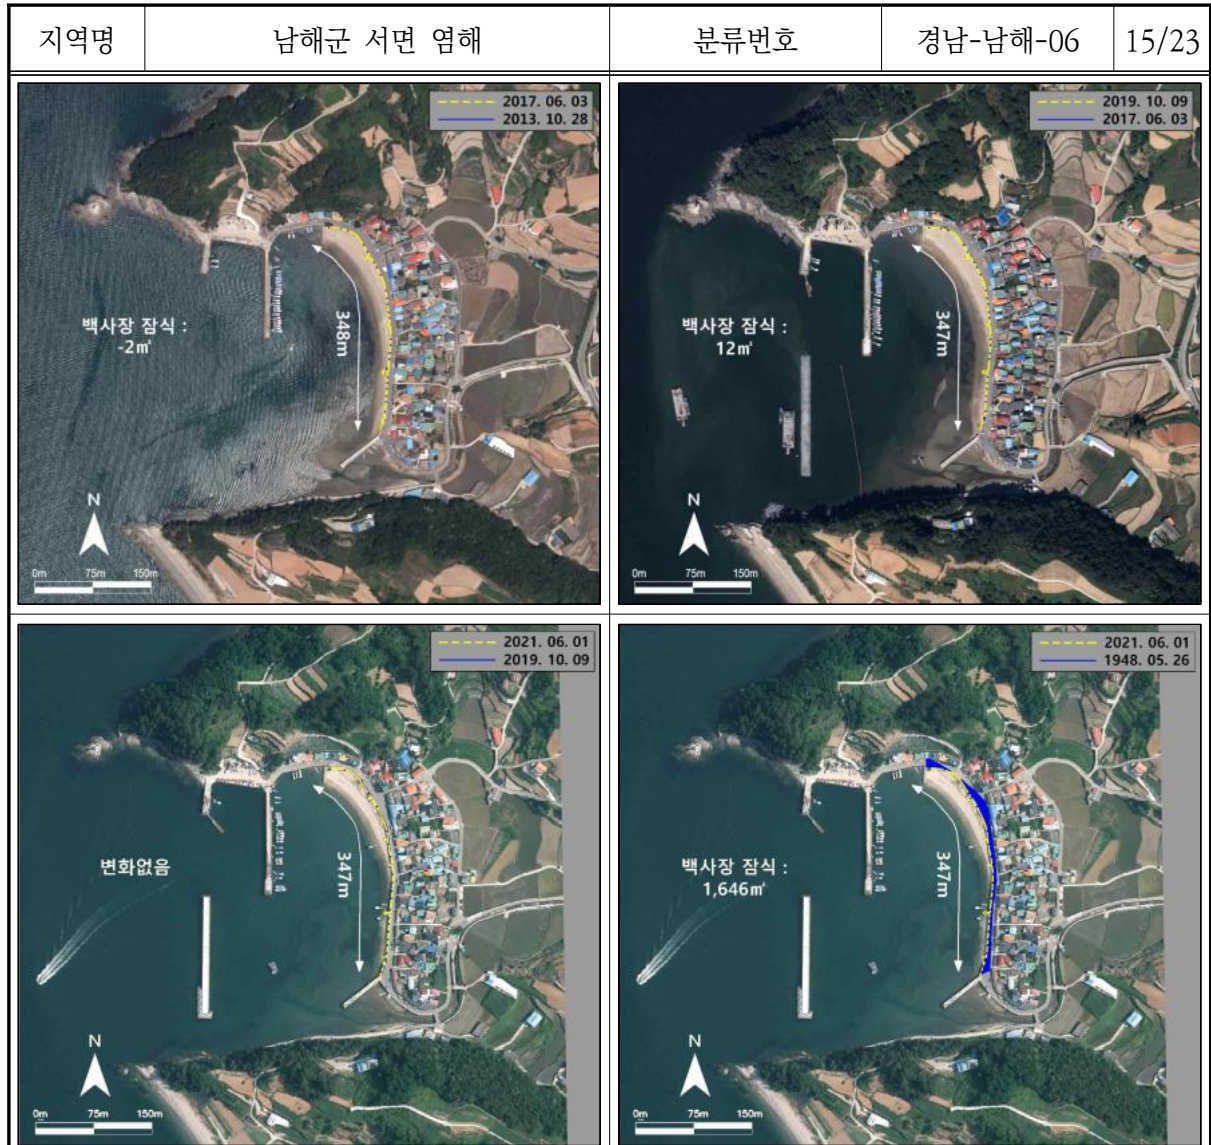 지역명 남해군 서면 염해 분류번호 경남-남해-06 15/23
2017. 06. 03
2013. 10. 28
348m
백사장 잠식 :
-2㎡
N
0m 75m 150m
2019. 10. 09
2017. 06. 03
347m
백사장 잠식 :
12㎡
N
0m 75m 150m
2021. 06. 01
2019. 10. 09
347m
변화없음
N
0m 75m 150m
2021. 06. 01
1948. 05. 26
347m
백사장 잠식 :
1,646㎡
N
0m 75m 150m